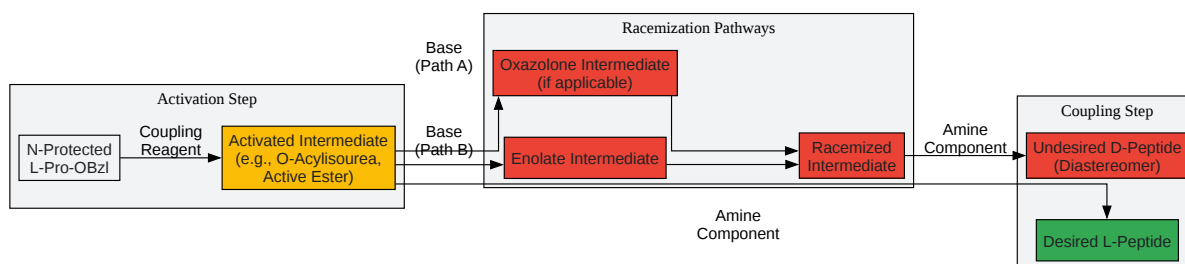 Activation Step
N-Protected
L-Pro-OBzl
Coupling
Reagent
Activated Intermediate
(e.g., O-Acylisourea,
Active Ester)
Base
(Path A)
Base
(Path B)
Racemization Pathways
Oxazolone Intermediate
(if applicable)
Enolate Intermediate
Racemized
Intermediate
Amine
Component
Amine
Component
Coupling Step
Undesired D-Peptide
(Diastereomer)
Desired L-Peptide